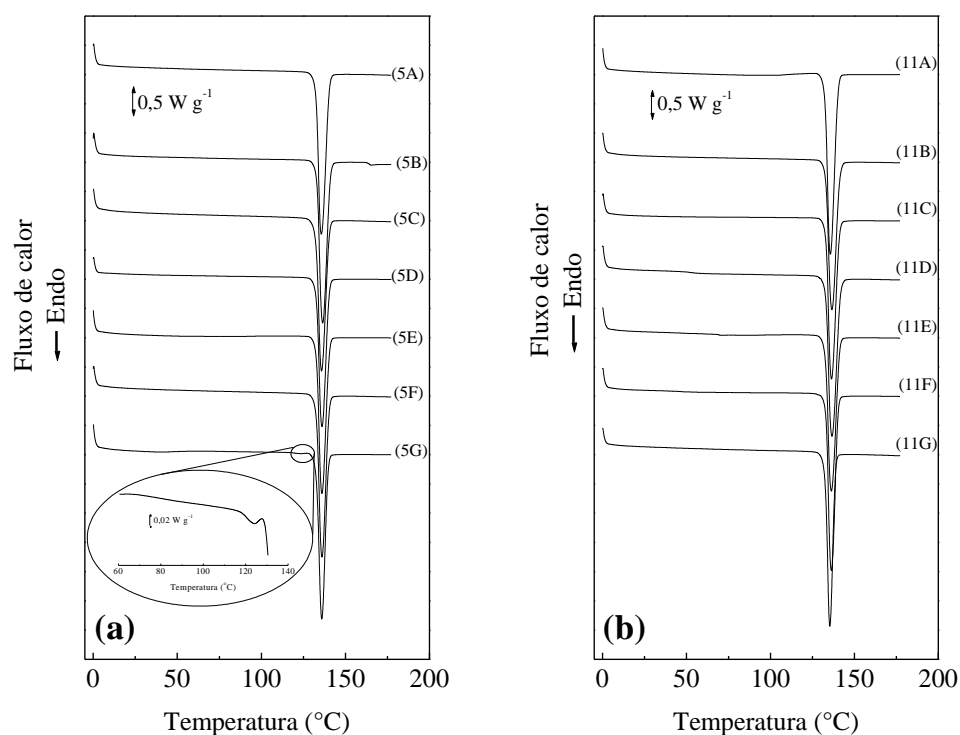 (5A)
0,5 W g-1
(5B)
(5C)
(5D)
(5E)
(5F)
(5G)
0,02 W g-1
60 80 100 120 140
Temperatura (°C)
(a)
0 50 100 150 200
Temperatura (°C)
Fluxo de calor
Endo
(11A)
0,5 W g-1
(11B)
(11C)
(11D)
(11E)
(11F)
(11G)
(b)
0 50 100 150 200
Temperatura (°C)
Fluxo de calor
Endo